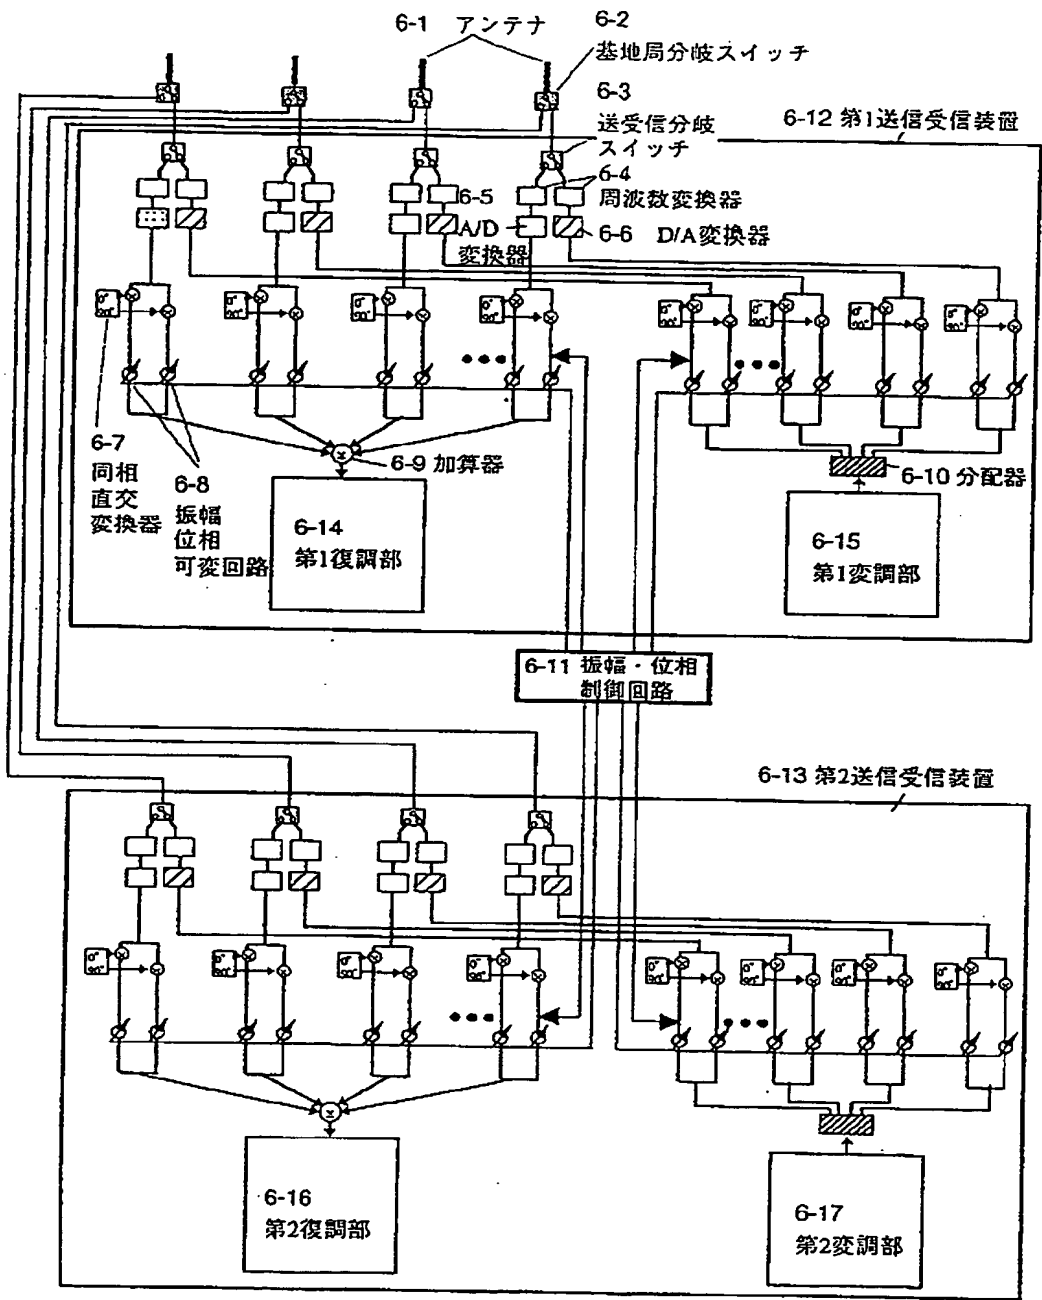 6-1 アンテナ
6-2
基地局分岐スイッチ
6-3
送受信分岐
スイッチ
6-12 第1送信受信装置
6-4
周波数変換器
6-5
A/D
変換器
6-6 D/A変換器
6-7
同相
直交
変換器
6-8
振幅
位相
可変回路
6-9 加算器
6-10 分配器
6-14
第1復調部
6-15
第1変調部
6-11 振幅・位相
制御回路
6-13 第2送信受信装置
6-16
第2復調部
6-17
第2変調部